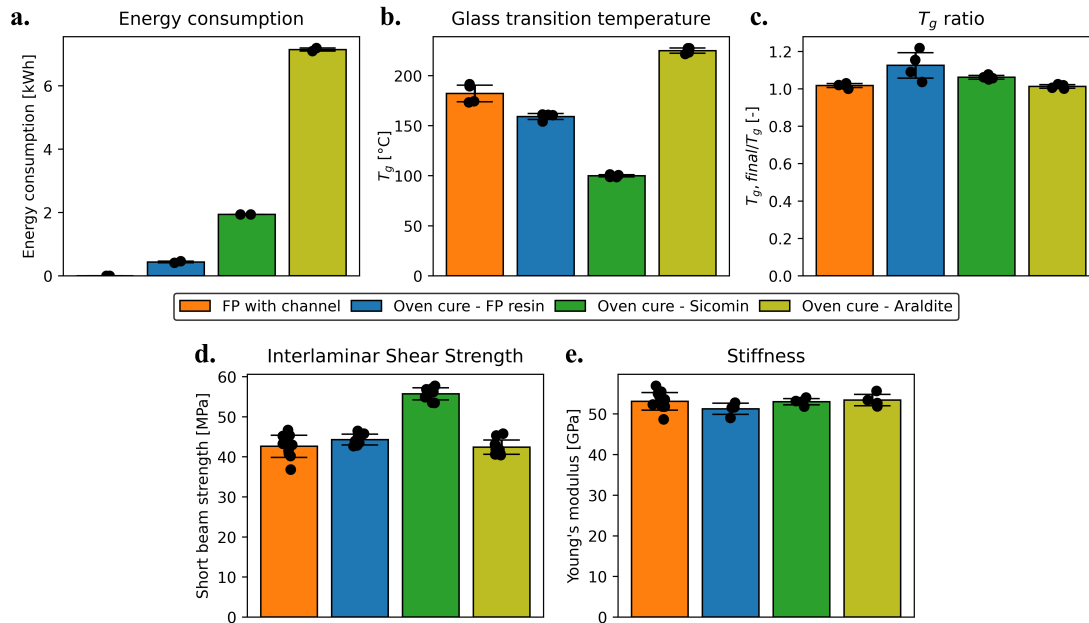 a. Energy consumption
Energy consumption [kWh]
6
4
2
0
b. Glass transition temperature
T_g [°C]
200
150
100
50
0
c. T_g ratio
T_g, final/T_g [-]
1.2
1.0
0.8
0.6
0.4
0.2
0.0
FP with channel Oven cure - FP resin Oven cure - Sicomin Oven cure - Araldite
d. Interlaminar Shear Strength
Short beam strength [MPa]
60
50
40
30
20
10
0
e. Stiffness
Young's modulus [GPa]
50
40
30
20
10
0